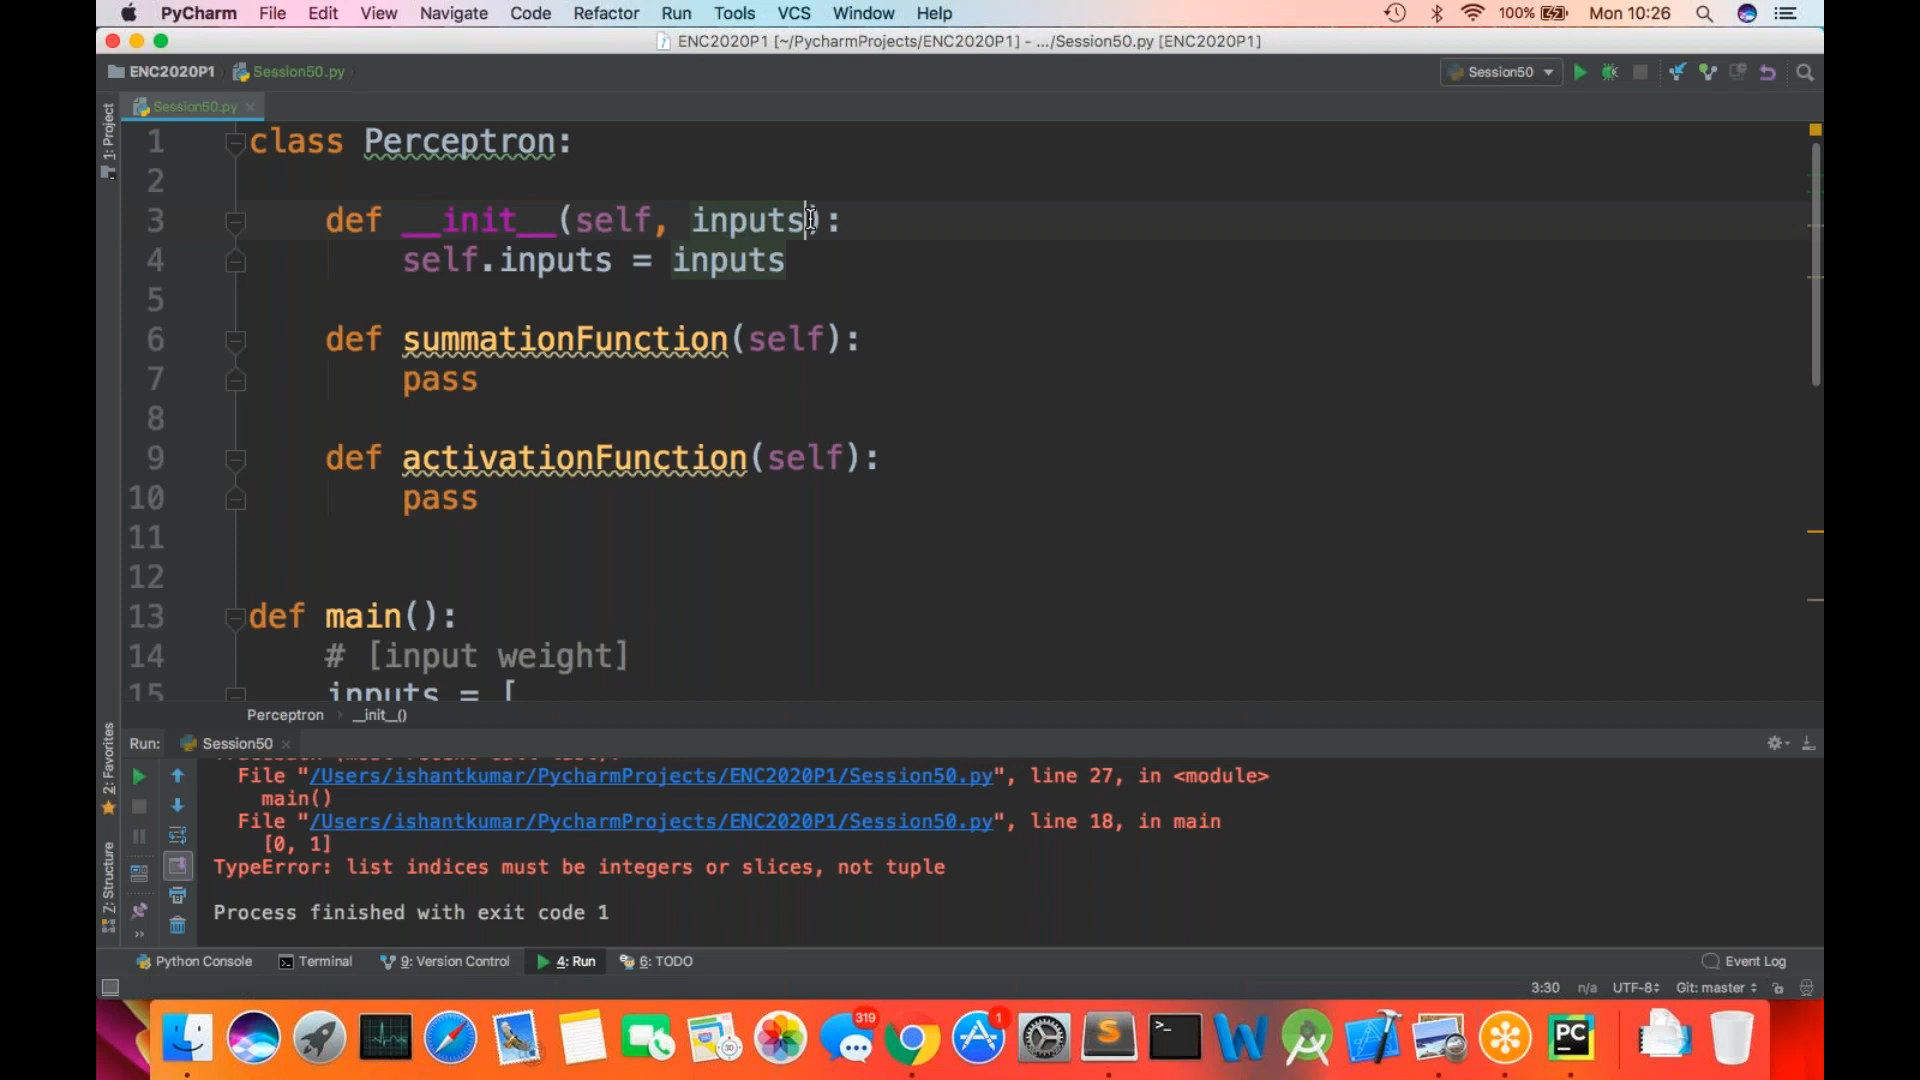 PyCharm File Edit View Navigate Code Refactor Run Tools VCS Window Help 100% Mon 10:26
ENC2020P1 [~/PycharmProjects/ENC2020P1] - .../Session50.py [ENC2020P1]
ENC2020P1 Session50.py Session50
1: Project
Session50.py
1 class Perceptron:
2
3 def __init__(self, inputs):
4 self.inputs = inputs
5
6 def summationFunction(self):
7 pass
8
9 def activationFunction(self):
10 pass
11
12
13 def main():
14 # [input weight]
15 inputs = [
Perceptron __init__()
2: Favorites
Z: Structure
Run: Session50
File "/Users/ishantkumar/PycharmProjects/ENC2020P1/Session50.py", line 27, in <module>
main()
File "/Users/ishantkumar/PycharmProjects/ENC2020P1/Session50.py", line 18, in main
[0, 1]
TypeError: list indices must be integers or slices, not tuple
Process finished with exit code 1
Python Console Terminal 9: Version Control 4: Run 6: TODO Event Log
3:30 n/a UTF-8 Git: master
319
1
PC